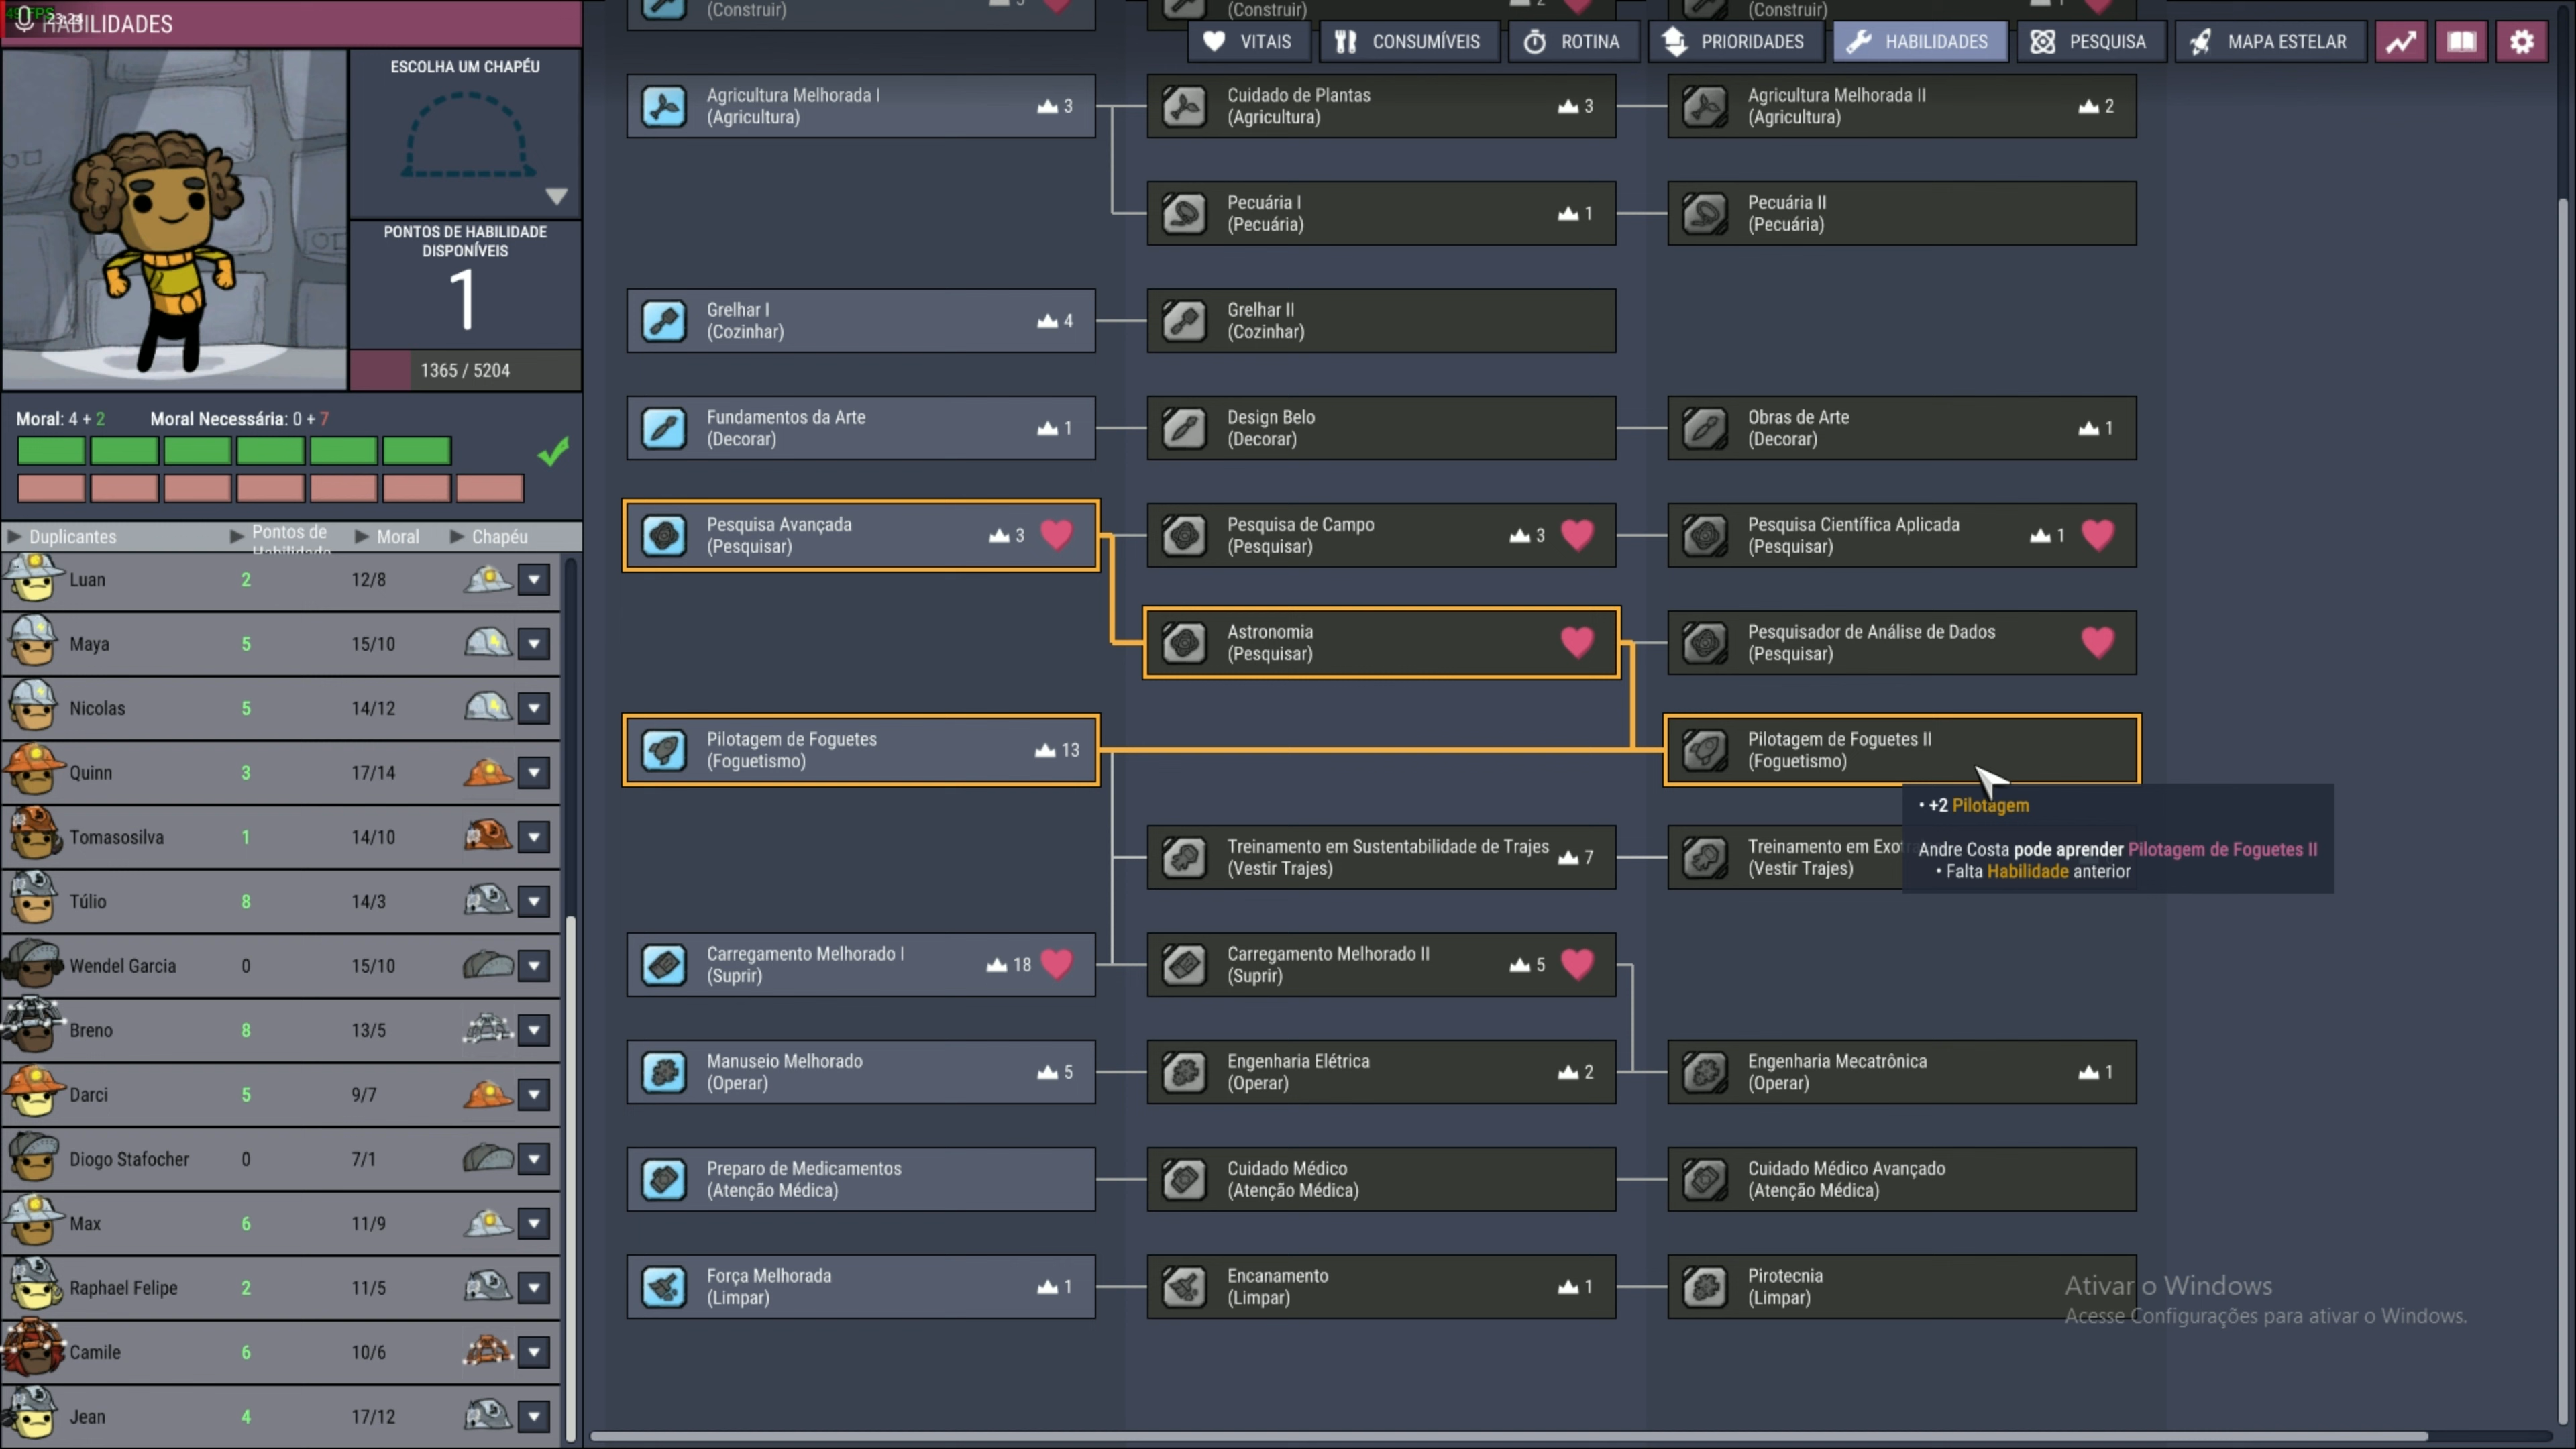 49 FPS
23:24
HABILIDADES
ESCOLHA UM CHAPÉU
PONTOS DE HABILIDADE
DISPONÍVEIS
1
1365 / 5204
Moral: 4 + 2 Moral Necessária: 0 + 7
Duplicantes Pontos de Habilidade Moral Chapéu
Luan 2 12/8
Maya 5 15/10
Nicolas 5 14/12
Quinn 3 17/14
Tomasosilva 1 14/10
Túlio 8 14/3
Wendel Garcia 0 15/10
Breno 8 13/5
Darci 5 9/7
Diogo Stafocher 0 7/1
Max 6 11/9
Raphael Felipe 2 11/5
Camile 6 10/6
Jean 4 17/12
VITAIS CONSUMÍVEIS ROTINA PRIORIDADES HABILIDADES PESQUISA MAPA ESTELAR
(Construir) (Construir) (Construir)
Agricultura Melhorada I
(Agricultura)
3
Cuidado de Plantas
(Agricultura)
3
Agricultura Melhorada II
(Agricultura)
2
Pecuária I
(Pecuária)
1
Pecuária II
(Pecuária)
Grelhar I
(Cozinhar)
4
Grelhar II
(Cozinhar)
Fundamentos da Arte
(Decorar)
1
Design Belo
(Decorar)
Obras de Arte
(Decorar)
1
Pesquisa Avançada
(Pesquisar)
3
Pesquisa de Campo
(Pesquisar)
3
Pesquisa Científica Aplicada
(Pesquisar)
1
Astronomia
(Pesquisar)
Pesquisador de Análise de Dados
(Pesquisar)
Pilotagem de Foguetes
(Foguetismo)
13
Pilotagem de Foguetes II
(Foguetismo)
• +2 Pilotagem
Andre Costa pode aprender Pilotagem de Foguetes II
• Falta Habilidade anterior
Treinamento em Sustentabilidade de Trajes
(Vestir Trajes)
7
Treinamento em
(Vestir Trajes)
Carregamento Melhorado I
(Suprir)
18
Carregamento Melhorado II
(Suprir)
5
Manuseio Melhorado
(Operar)
5
Engenharia Elétrica
(Operar)
2
Engenharia Mecatrônica
(Operar)
1
Preparo de Medicamentos
(Atenção Médica)
Cuidado Médico
(Atenção Médica)
Cuidado Médico Avançado
(Atenção Médica)
Força Melhorada
(Limpar)
1
Encanamento
(Limpar)
1
Pirotecnia
(Limpar)
Ativar o Windows
Acesse Configurações para ativar o Windows.